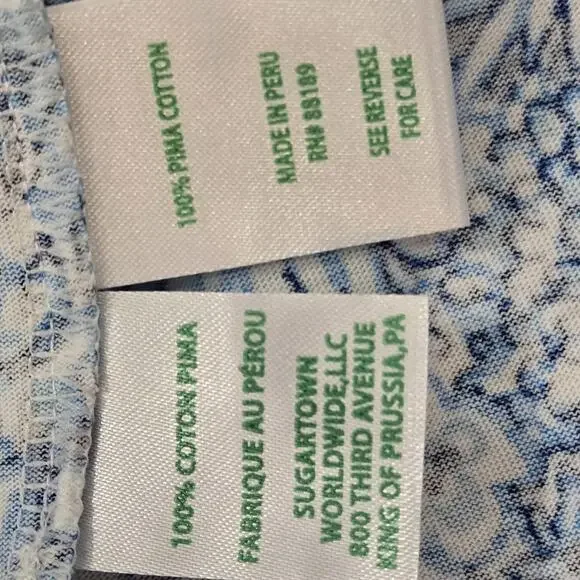 100% PIMA COTTON
MADE IN PERU
RN# 88189
SEE REVERSE
FOR CARE
100% COTON PIMA
FABRIQUE AU PÉROU
SUGARTOWN
WORLDWIDE,LLC
800 THIRD AVENUE
KING OF PRUSSIA,PA